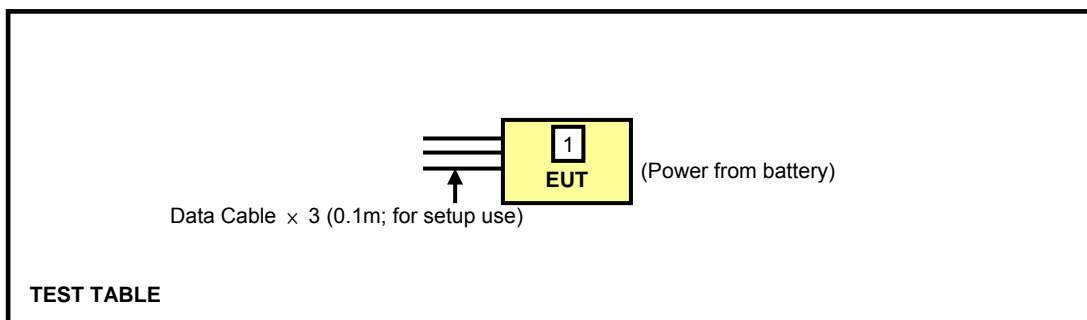 1
EUT
(Power from battery)
Data Cable × 3 (0.1m; for setup use)
TEST TABLE